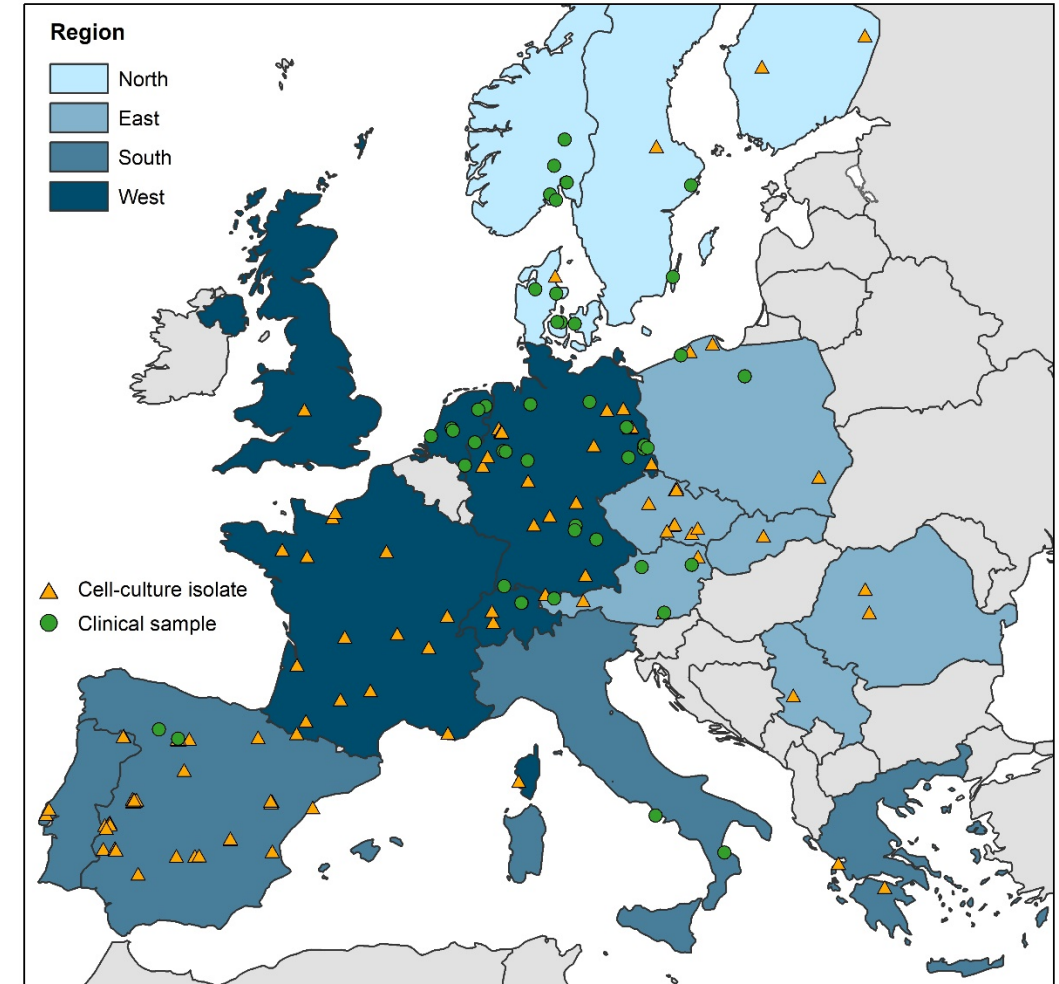 Region
North
East
South
West
Cell-culture isolate
Clinical sample